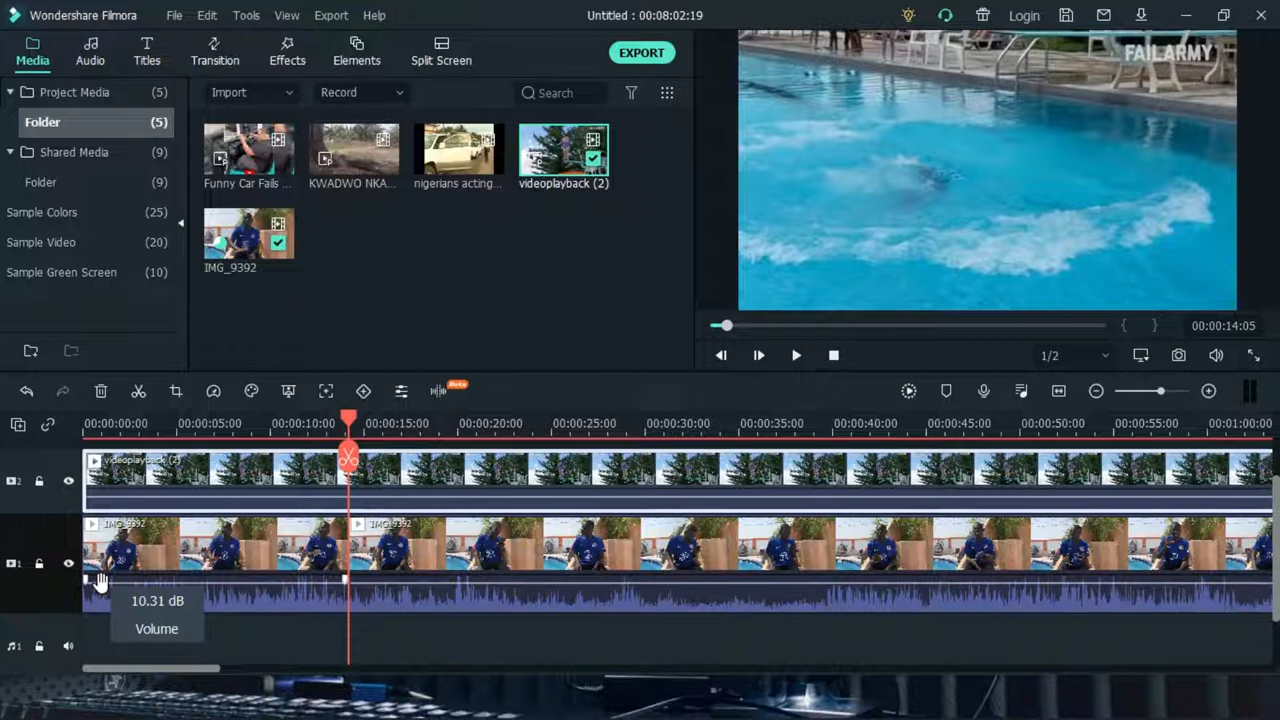 Wondershare Filmora File Edit Tools View Export Help Untitled : 00:08:02:19 Login
Media Audio Titles Transition Effects Elements Split Screen EXPORT
FAILARMY
Project Media (5) Import Record Search
Folder (5)
Shared Media (9)
Folder (9)
Funny Car Fails ... KWADWO NKA... nigerians acting... videoplayback (2)
Sample Colors (25)
Sample Video (20)
Sample Green Screen (10)
IMG_9392
00:00:14:05
1/2
Beta
00:00:00:00 00:00:05:00 00:00:10:00 00:00:15:00 00:00:20:00 00:00:25:00 00:00:30:00 00:00:35:00 00:00:40:00 00:00:45:00 00:00:50:00 00:00:55:00 00:01:00:00
videoplayback (2)
2
IMG_9392 IMG_9392
1
10.31 dB
Volume
1